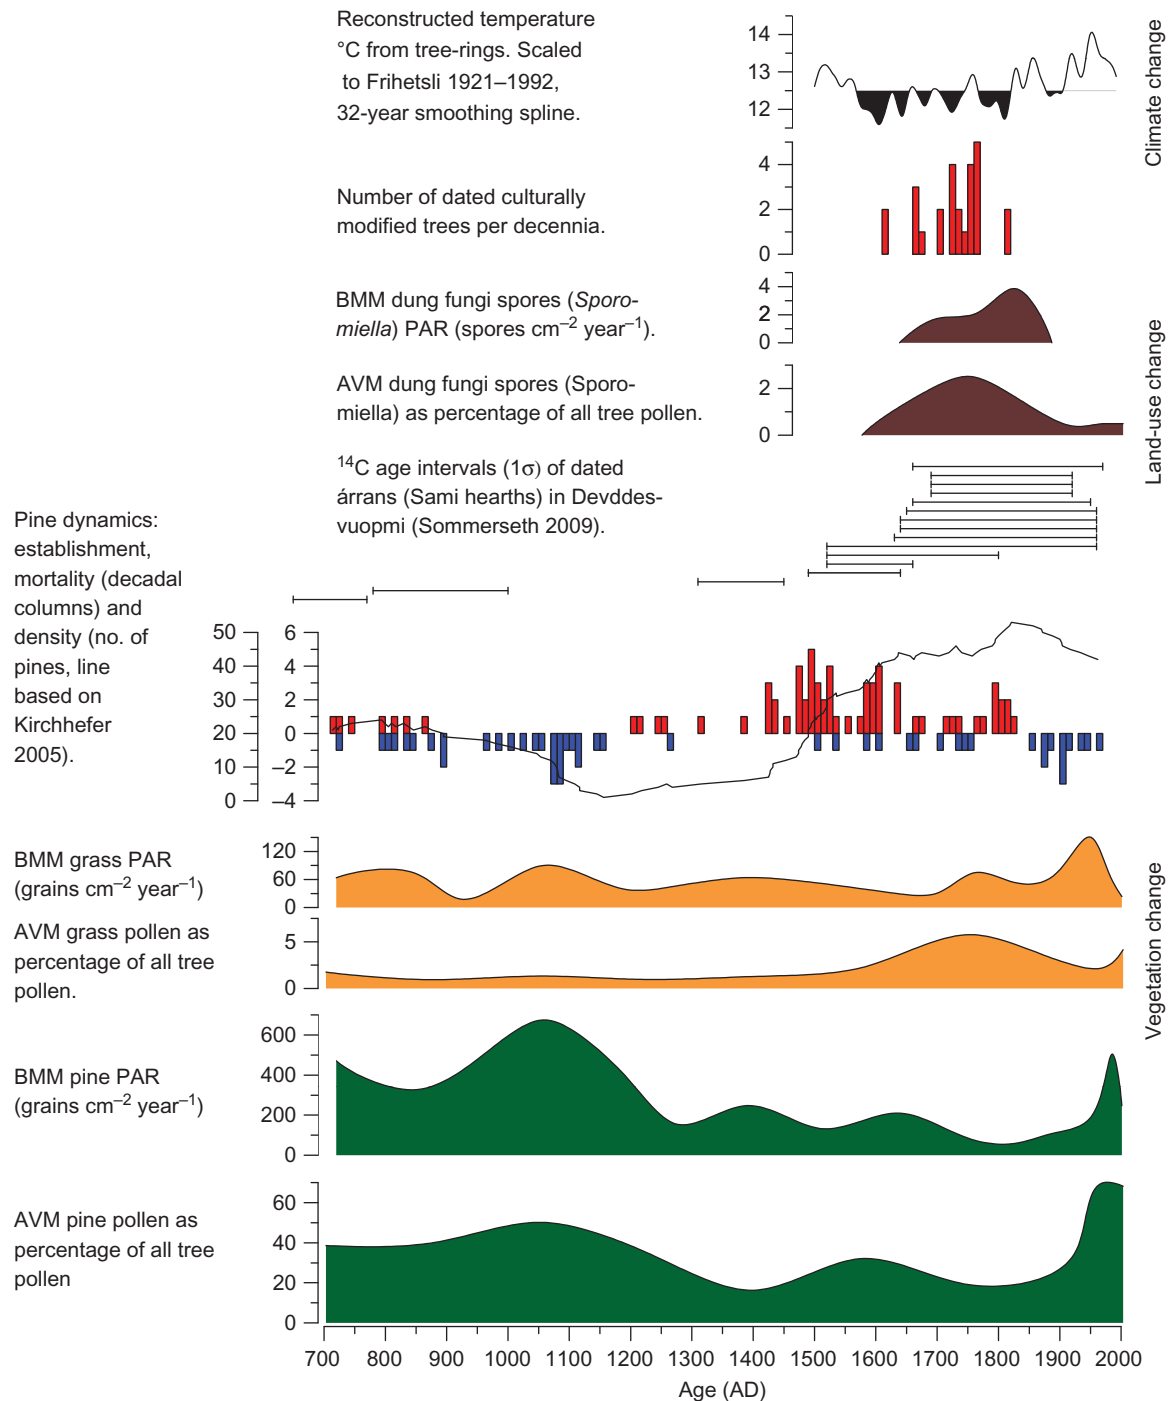 Reconstructed temperature
°C from tree-rings. Scaled
to Frihetsli 1921–1992,
32-year smoothing spline.
14
13
12
Climate change
Number of dated culturally
modified trees per decennia.
4
2
0
BMM dung fungi spores (Sporo-
miella) PAR (spores cm⁻² year⁻¹).
4
2
0
AVM dung fungi spores (Sporo-
miella) as percentage of all tree pollen.
2
0
Land-use change
¹⁴C age intervals (1σ) of dated
árrans (Sami hearths) in Devddes-
vuopmi (Sommerseth 2009).
Pine dynamics:
establishment,
mortality (decadal
columns) and
density (no. of
pines, line
based on
Kirchhefer
2005).
50
40
30
20
10
0
6
4
2
0
–2
–4
BMM grass PAR
(grains cm⁻² year⁻¹)
120
60
0
AVM grass pollen as
percentage of all tree
pollen.
5
0
Vegetation change
BMM pine PAR
(grains cm⁻² year⁻¹)
600
400
200
0
AVM pine pollen as
percentage of all tree
pollen
60
40
20
0
700 800 900 1000 1100 1200 1300 1400 1500 1600 1700 1800 1900 2000
Age (AD)